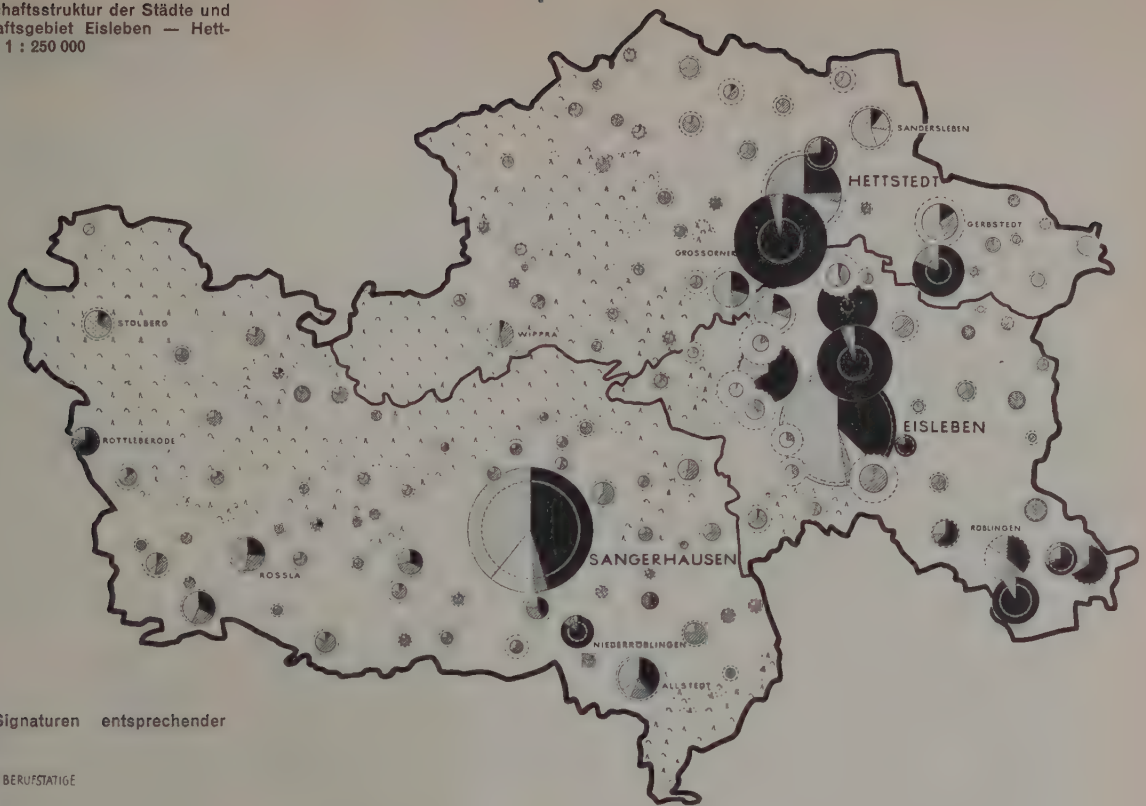 haftsstruktur der Städte und
aftsgebiet Eisleben — Hett-
1 : 250 000
SANDERSLEBEN
HETTSTEDT
GERBSTEDT
GROSSÖRNER
STOLBERG
WIPPRA
EISLEBEN
ROTTLEBERODE
RÖBLINGEN
SANGERHAUSEN
ROSSLA
NIEDERRÖBLINGEN
ALLSTEDT
Signaturen entsprechender
BERUFSTÄTIGE